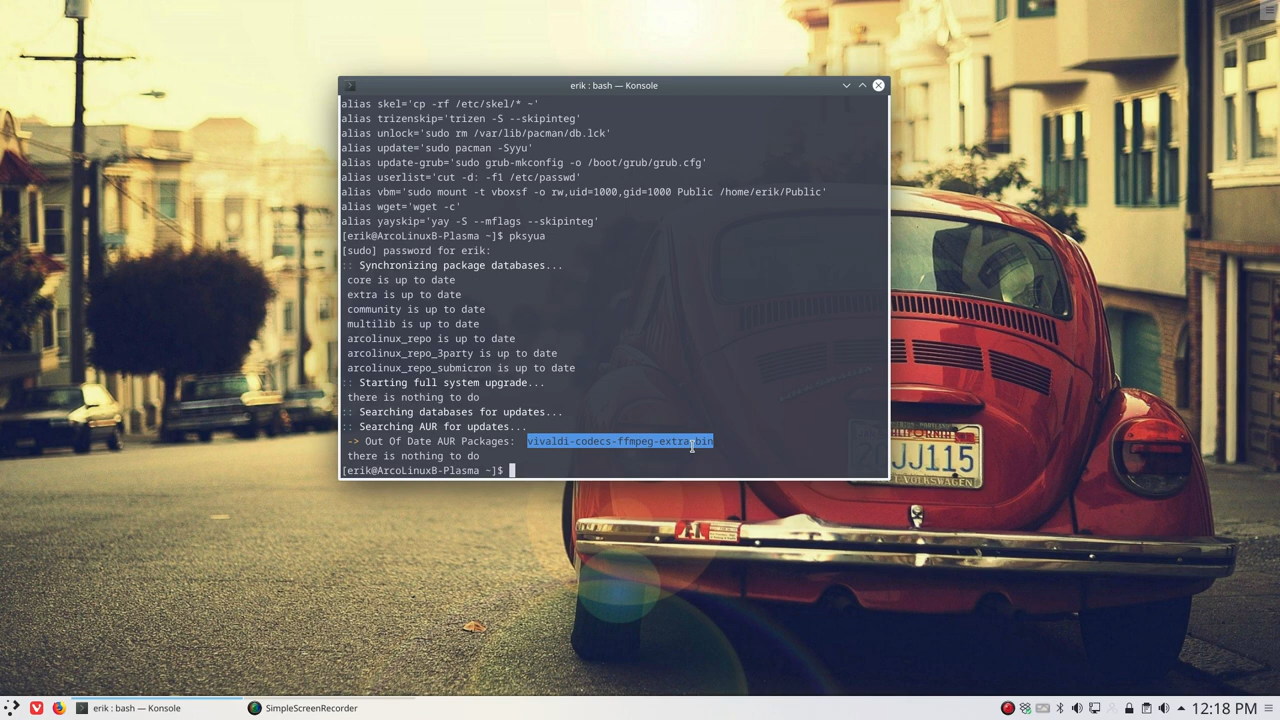 erik : bash — Konsole
alias skel='cp -rf /etc/skel/* ~'
alias trizenskip='trizen -S --skipinteg'
alias unlock='sudo rm /var/lib/pacman/db.lck'
alias update='sudo pacman -Syyu'
alias update-grub='sudo grub-mkconfig -o /boot/grub/grub.cfg'
alias userlist='cut -d: -f1 /etc/passwd'
alias vbm='sudo mount -t vboxsf -o rw,uid=1000,gid=1000 Public /home/erik/Public'
alias wget='wget -c'
alias yayskip='yay -S --mflags --skipinteg'
[erik@ArcoLinuxB-Plasma ~]$ pksyua
[sudo] password for erik:
:: Synchronizing package databases...
core is up to date
extra is up to date
community is up to date
multilib is up to date
arcolinux_repo is up to date
arcolinux_repo_3party is up to date
arcolinux_repo_submicron is up to date
:: Starting full system upgrade...
there is nothing to do
:: Searching databases for updates...
:: Searching AUR for updates...
-> Out Of Date AUR Packages:  vivaldi-codecs-ffmpeg-extra-bin
there is nothing to do
[erik@ArcoLinuxB-Plasma ~]$
JJ115
VOLKSWAGEN
erik : bash — Konsole
SimpleScreenRecorder
12:18 PM